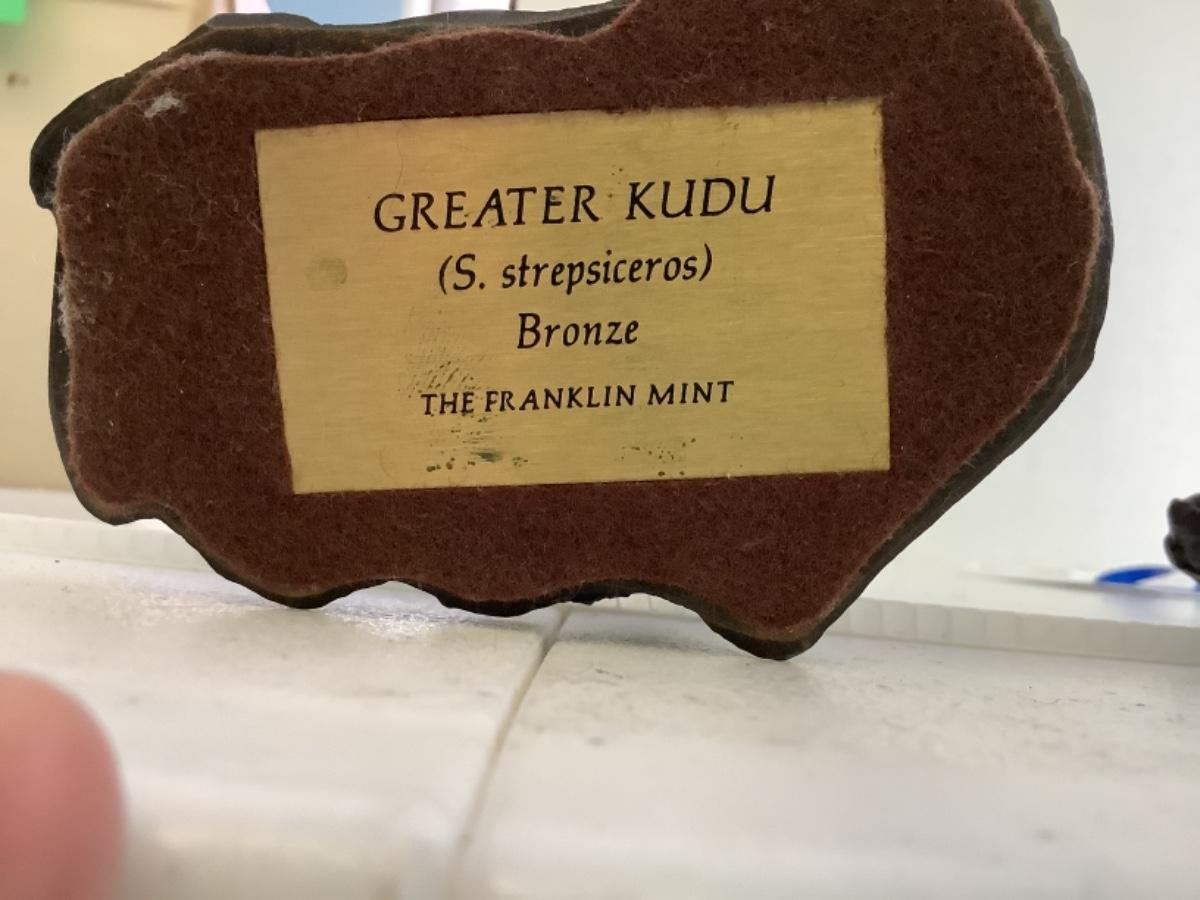 GREATER KUDU
(S. strepsiceros)
Bronze
THE FRANKLIN MINT